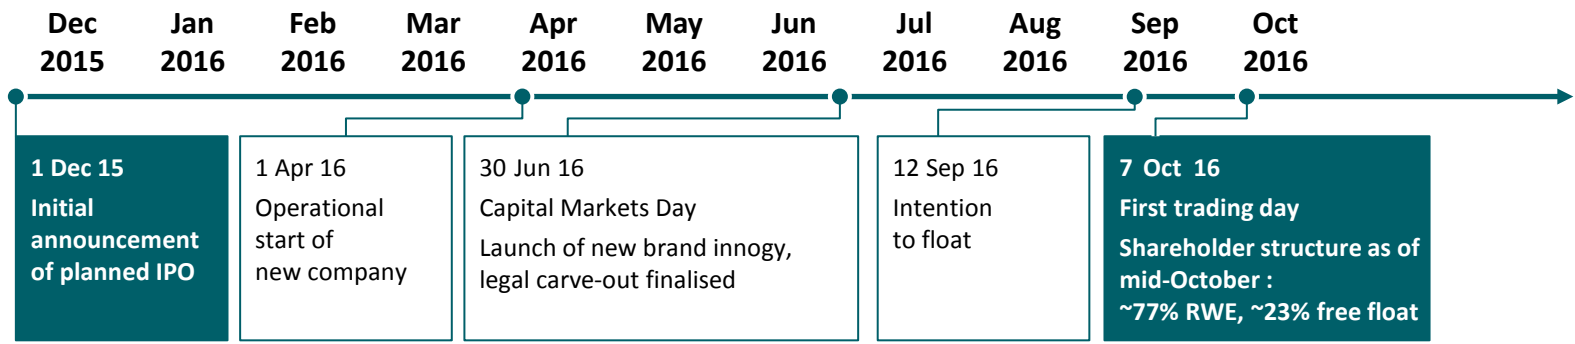 Dec Jan Feb Mar Apr May Jun Jul Aug Sep Oct
2015 2016 2016 2016 2016 2016 2016 2016 2016 2016 2016
1 Dec 15
Initial
announcement
of planned IPO
1 Apr 16
Operational
start of
new company
30 Jun 16
Capital Markets Day
Launch of new brand innogy,
legal carve-out finalised
12 Sep 16
Intention
to float
7 Oct 16
First trading day
Shareholder structure as of
mid-October :
~77% RWE, ~23% free float